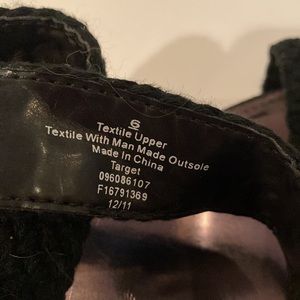 6
Textile Upper
Textile With Man Made Outsole
Made In China
Target
096086107
F16791369
12/11